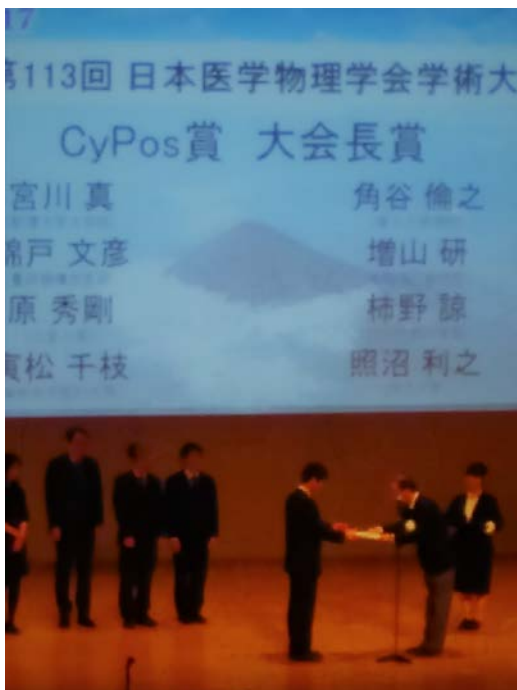 17
第113回 日本医学物理学会学術大
CyPos賞 大会長賞
宮川 真 角谷 倫之
錦戸 文彦 増山 研
原 秀剛 柿野 諒
濱松 千枝 照沼 利之